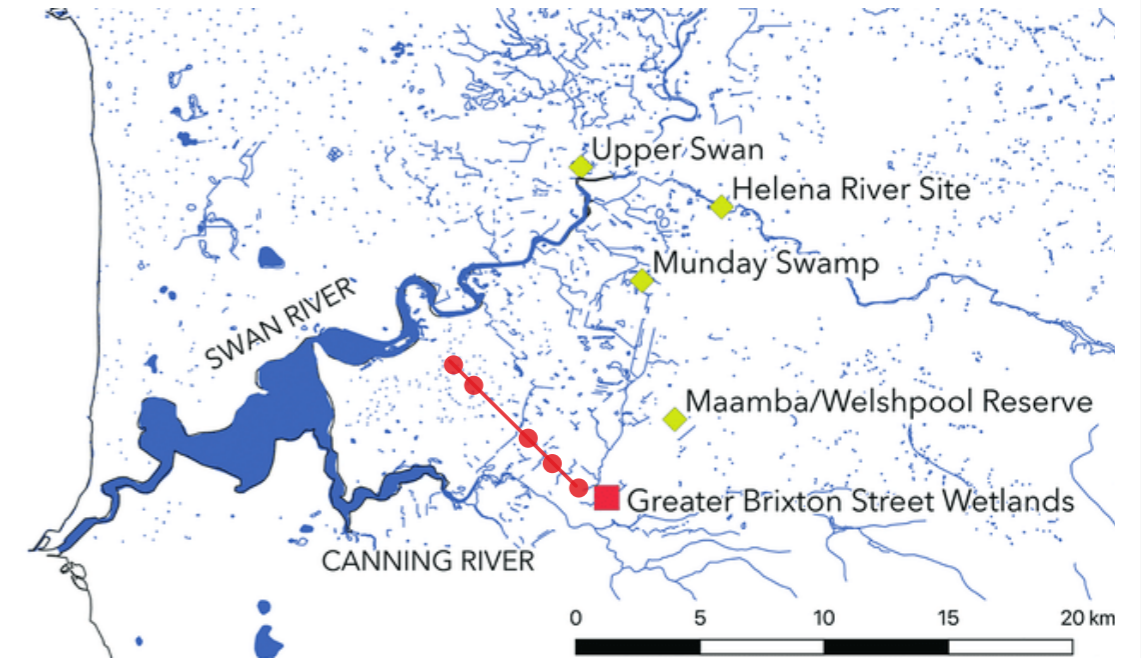 Upper Swan
Helena River Site
Munday Swamp
SWAN RIVER
Maamba/Welshpool Reserve
Greater Brixton Street Wetlands
CANNING RIVER
0 5 10 15 20 km